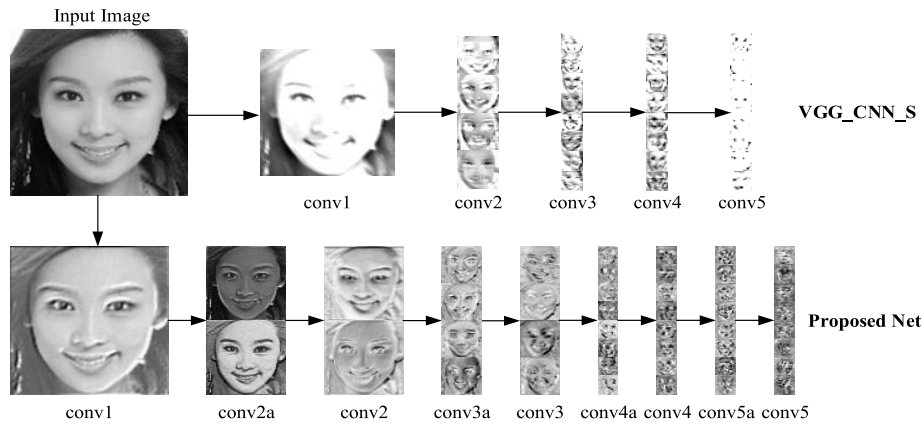 Input Image
VGG_CNN_S
conv1
conv2
conv3
conv4
conv5
Proposed Net
conv1
conv2a
conv2
conv3a
conv3
conv4a
conv4
conv5a
conv5